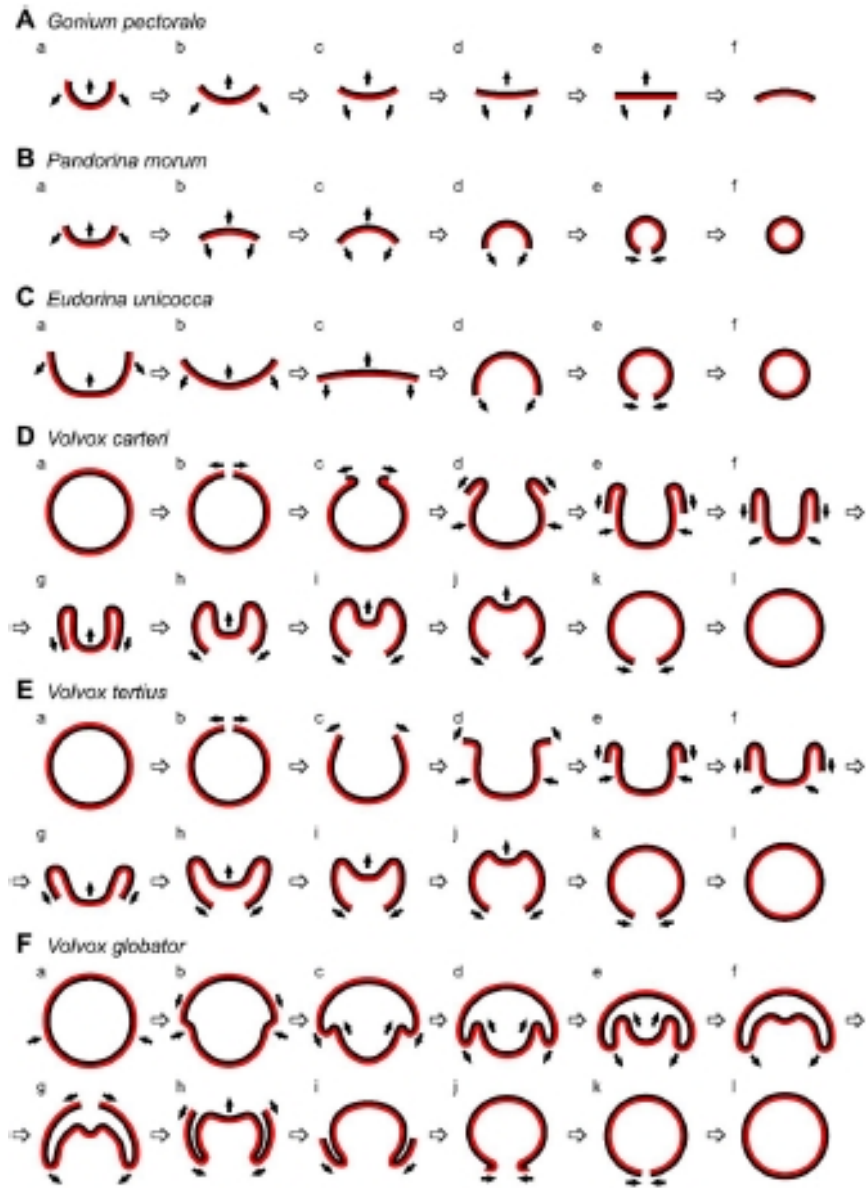 A Gonium pectorale
a b c d e f
B Pandorina morum
a b c d e f
C Eudorina unicocca
a b c d e f
D Volvox carteri
a b c d e f
g h i j k l
E Volvox tertius
a b c d e f
g h i j k l
F Volvox globator
a b c d e f
g h i j k l